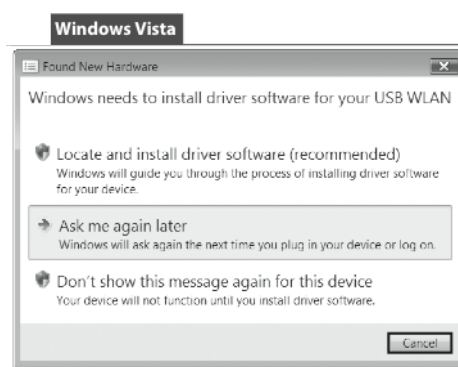 Windows Vista
Found New Hardware
Windows needs to install driver software for your USB WLAN
Locate and install driver software (recommended)
Windows will guide you through the process of installing driver software
for your device.
Ask me again later
Windows will ask again the next time you plug in your device or log on.
Don't show this message again for this device
Your device will not function until you install driver software.
Cancel